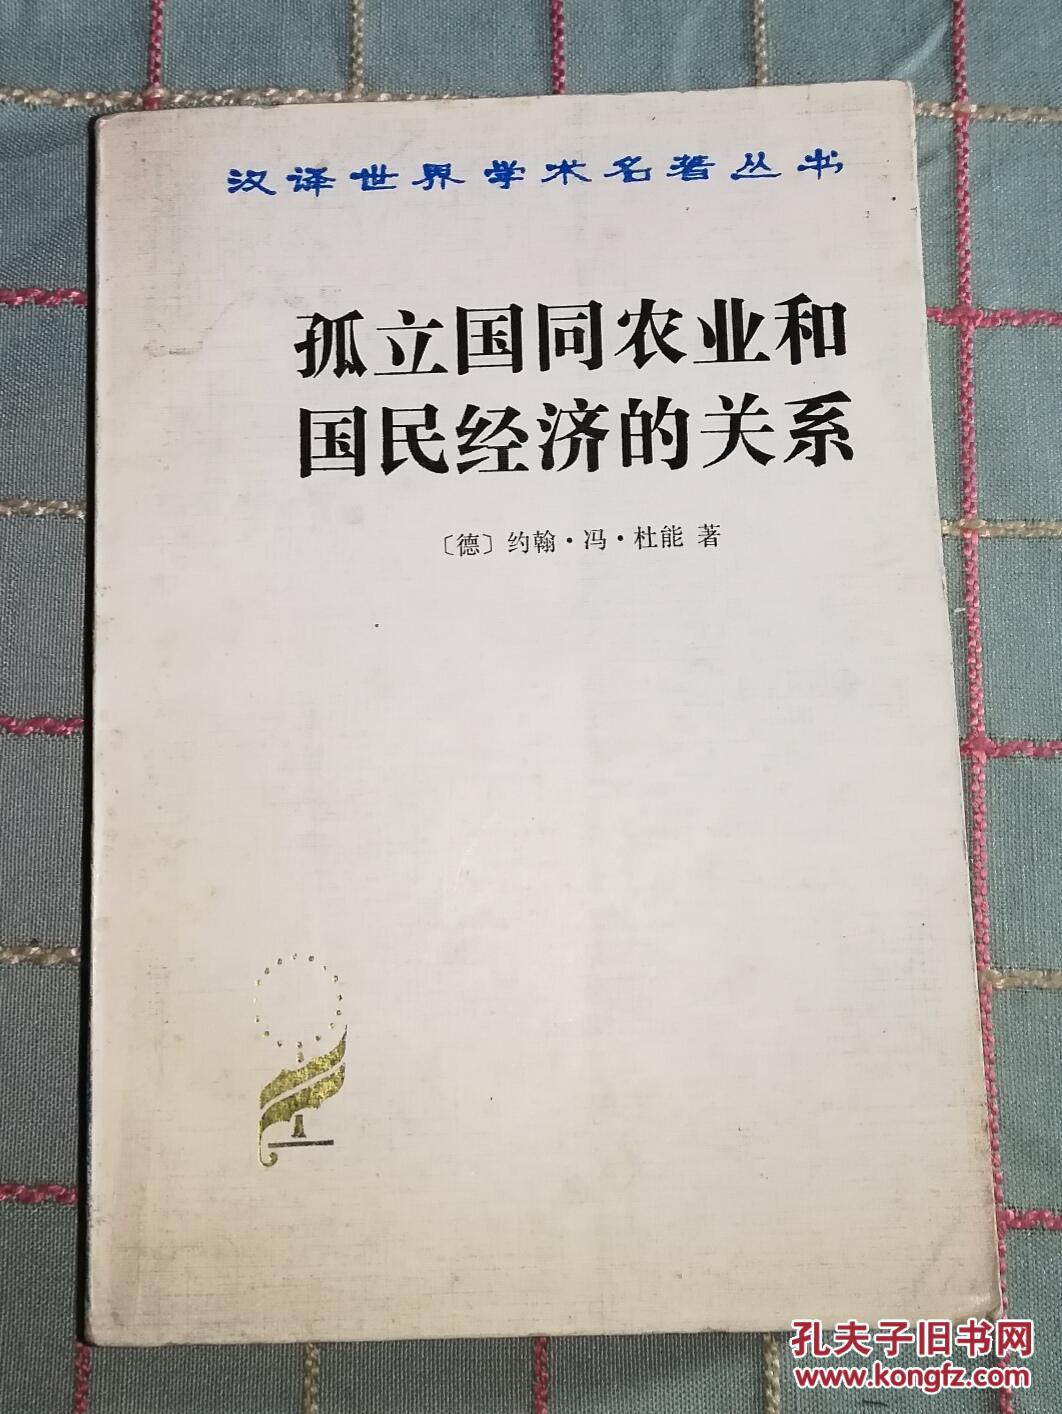 汉译世界学术名著丛书
孤立国同农业和
国民经济的关系
〔德〕约翰·冯·杜能 著
孔夫子旧书网
www.kongfz.com